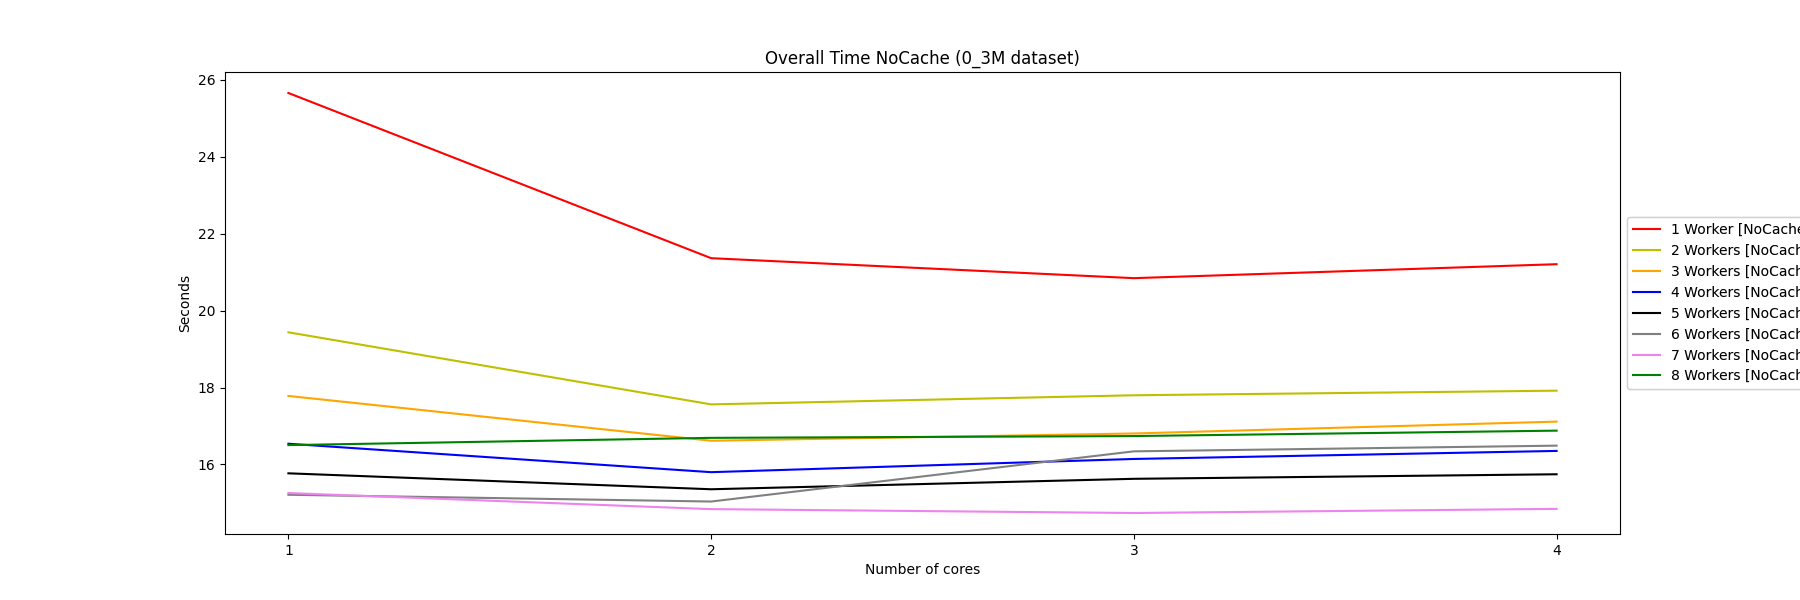 Overall Time NoCache (0_3M dataset)
26
24
22
20
18
16
Seconds
1 2 3 4
Number of cores
1 Worker [NoCache
2 Workers [NoCach
3 Workers [NoCach
4 Workers [NoCach
5 Workers [NoCach
6 Workers [NoCach
7 Workers [NoCach
8 Workers [NoCach